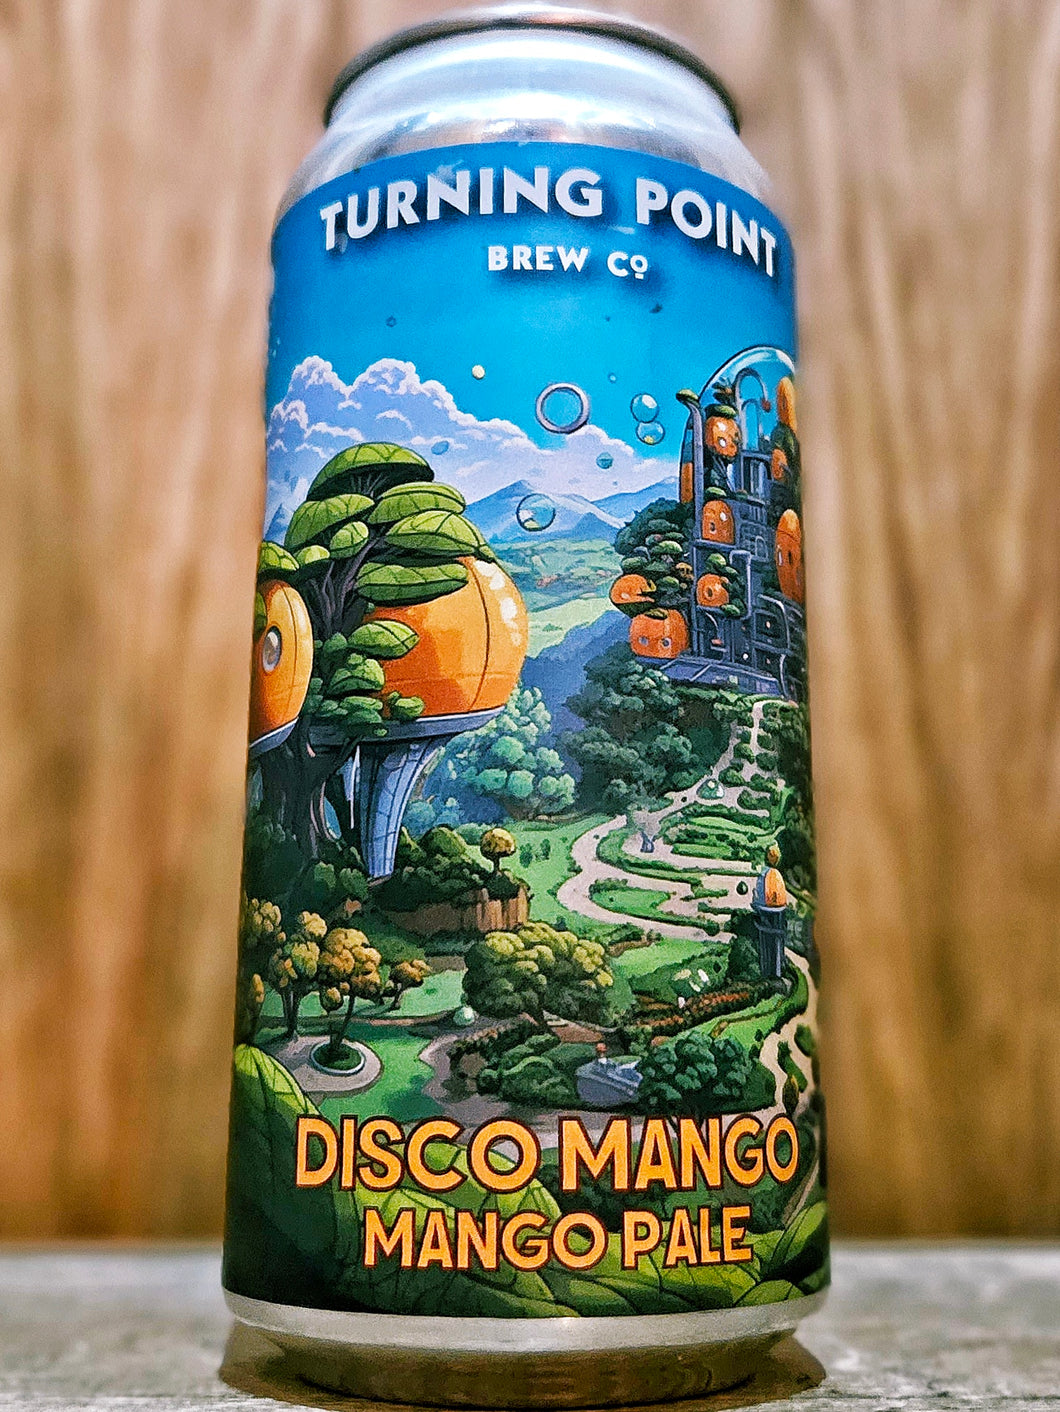 TURNING POINT
BREW Cº
DISCO MANGO
MANGO PALE